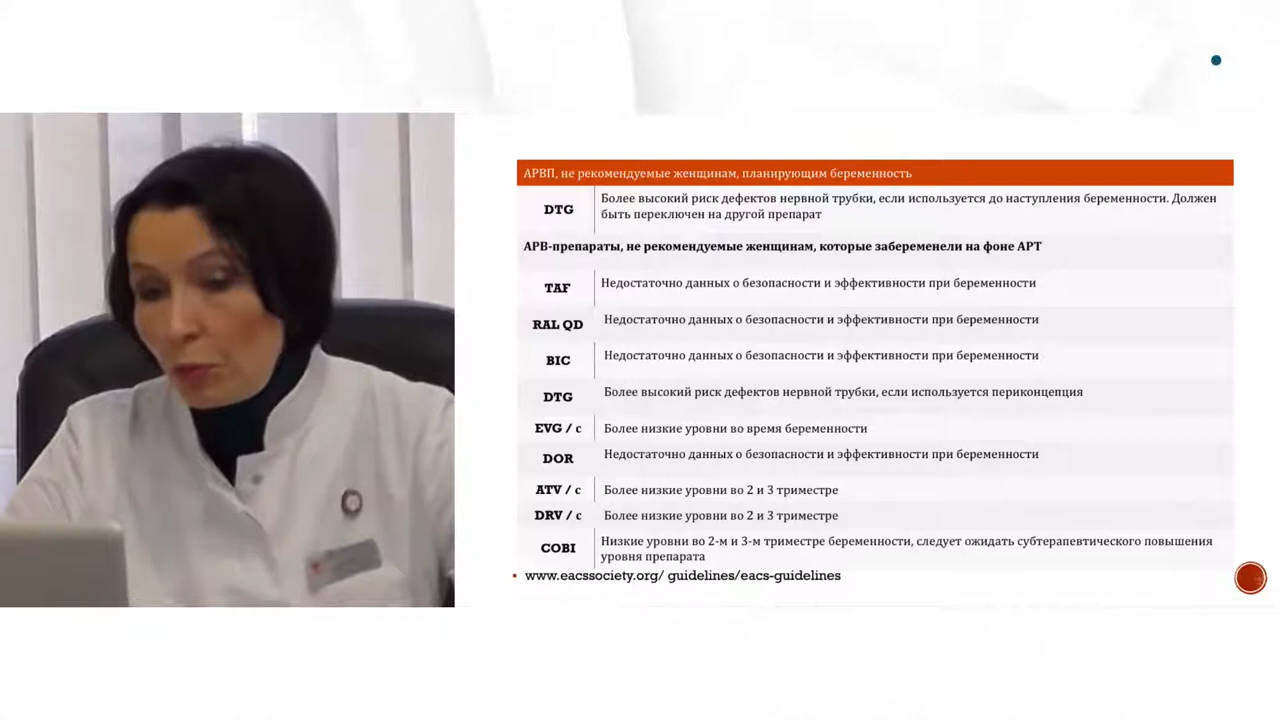 АРВП, не рекомендуемые женщинам, планирующим беременность
DTG
Более высокий риск дефектов нервной трубки, если используется до наступления беременности. Должен
быть переключен на другой препарат
АРВ-препараты, не рекомендуемые женщинам, которые забеременели на фоне АРТ
TAF
Недостаточно данных о безопасности и эффективности при беременности
RAL QD
Недостаточно данных о безопасности и эффективности при беременности
BIC
Недостаточно данных о безопасности и эффективности при беременности
DTG
Более высокий риск дефектов нервной трубки, если используется периконцепция
EVG / c
Более низкие уровни во время беременности
DOR
Недостаточно данных о безопасности и эффективности при беременности
ATV / c
Более низкие уровни во 2 и 3 триместре
DRV / c
Более низкие уровни во 2 и 3 триместре
COBI
Низкие уровни во 2-м и 3-м триместре беременности, следует ожидать субтерапевтического повышения
уровня препарата
www.eacssociety.org/ guidelines/eacs-guidelines